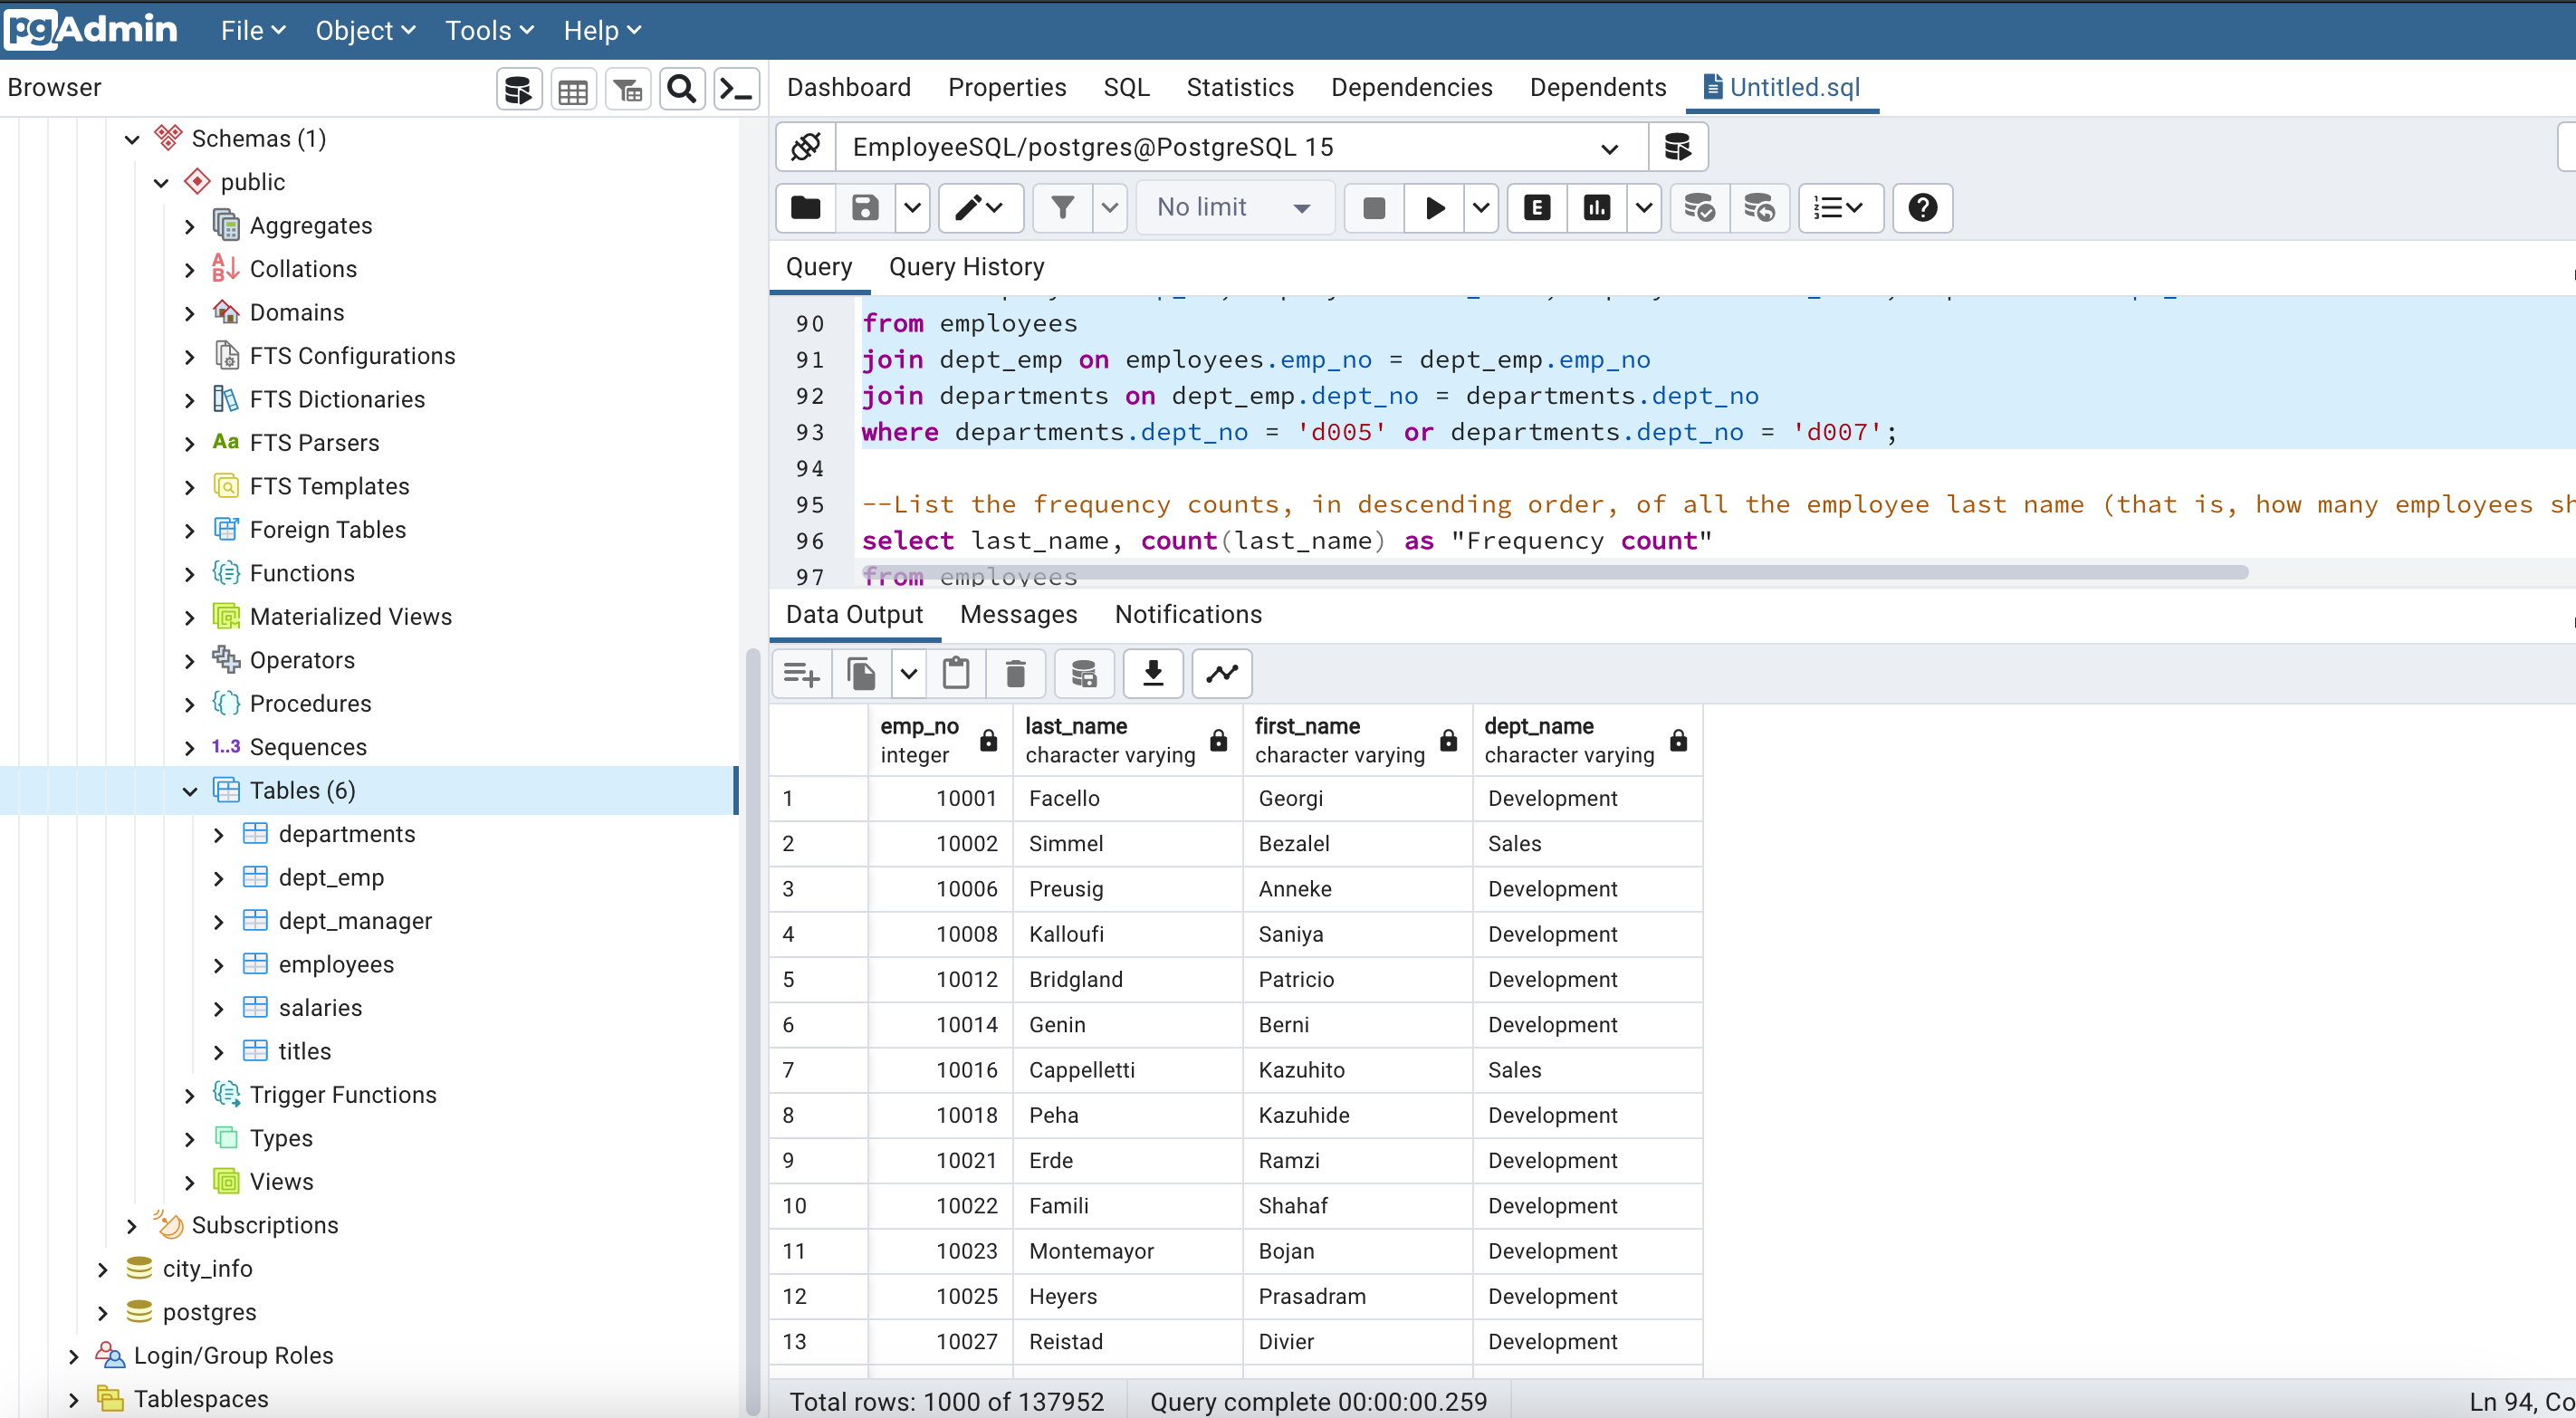 pgAdmin File Object Tools Help
Browser
Dashboard Properties SQL Statistics Dependencies Dependents Untitled.sql
Schemas (1)
public
Aggregates
Collations
Domains
FTS Configurations
FTS Dictionaries
Aa FTS Parsers
FTS Templates
Foreign Tables
Functions
Materialized Views
Operators
Procedures
1..3 Sequences
Tables (6)
departments
dept_emp
dept_manager
employees
salaries
titles
Trigger Functions
Types
Views
Subscriptions
city_info
postgres
Login/Group Roles
Tablespaces
EmployeeSQL/postgres@PostgreSQL 15
No limit
E
Query Query History
90 from employees
91 join dept_emp on employees.emp_no = dept_emp.emp_no
92 join departments on dept_emp.dept_no = departments.dept_no
93 where departments.dept_no = 'd005' or departments.dept_no = 'd007';
94
95 --List the frequency counts, in descending order, of all the employee last name (that is, how many employees sh
96 select last_name, count(last_name) as "Frequency count"
97 from employees
Data Output Messages Notifications
emp_no last_name first_name dept_name
integer character varying character varying character varying
1 10001 Facello Georgi Development
2 10002 Simmel Bezalel Sales
3 10006 Preusig Anneke Development
4 10008 Kalloufi Saniya Development
5 10012 Bridgland Patricio Development
6 10014 Genin Berni Development
7 10016 Cappelletti Kazuhito Sales
8 10018 Peha Kazuhide Development
9 10021 Erde Ramzi Development
10 10022 Famili Shahaf Development
11 10023 Montemayor Bojan Development
12 10025 Heyers Prasadram Development
13 10027 Reistad Divier Development
Total rows: 1000 of 137952 Query complete 00:00:00.259 Ln 94, Co